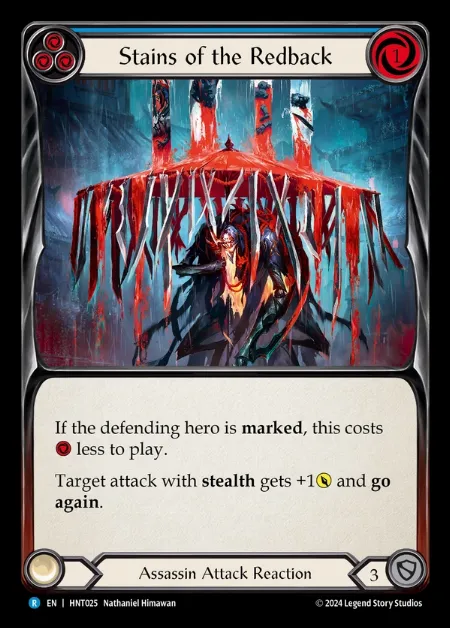 Stains of the Redback
1
If the defending hero is marked, this costs
less to play.
Target attack with stealth gets +1 and go
again.
Assassin Attack Reaction
3
R EN | HNT025 Nathaniel Himawan
© 2024 Legend Story Studios